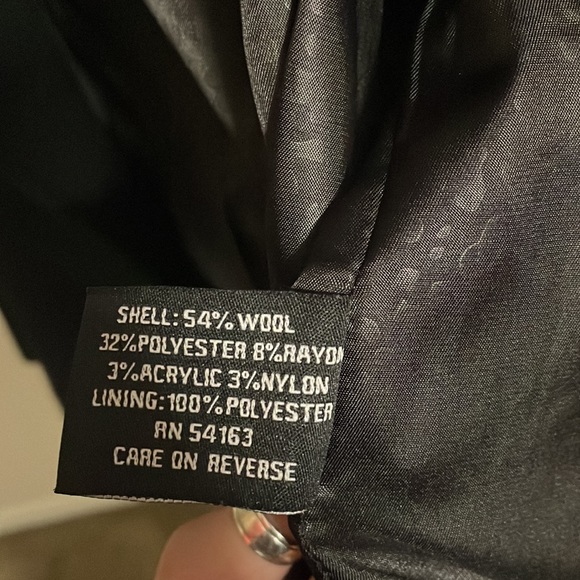 SHELL: 54% WOOL
32%POLYESTER 8%RAYON
3%ACRYLIC 3%NYLON
LINING:100%POLYESTER
RN 54163
CARE ON REVERSE